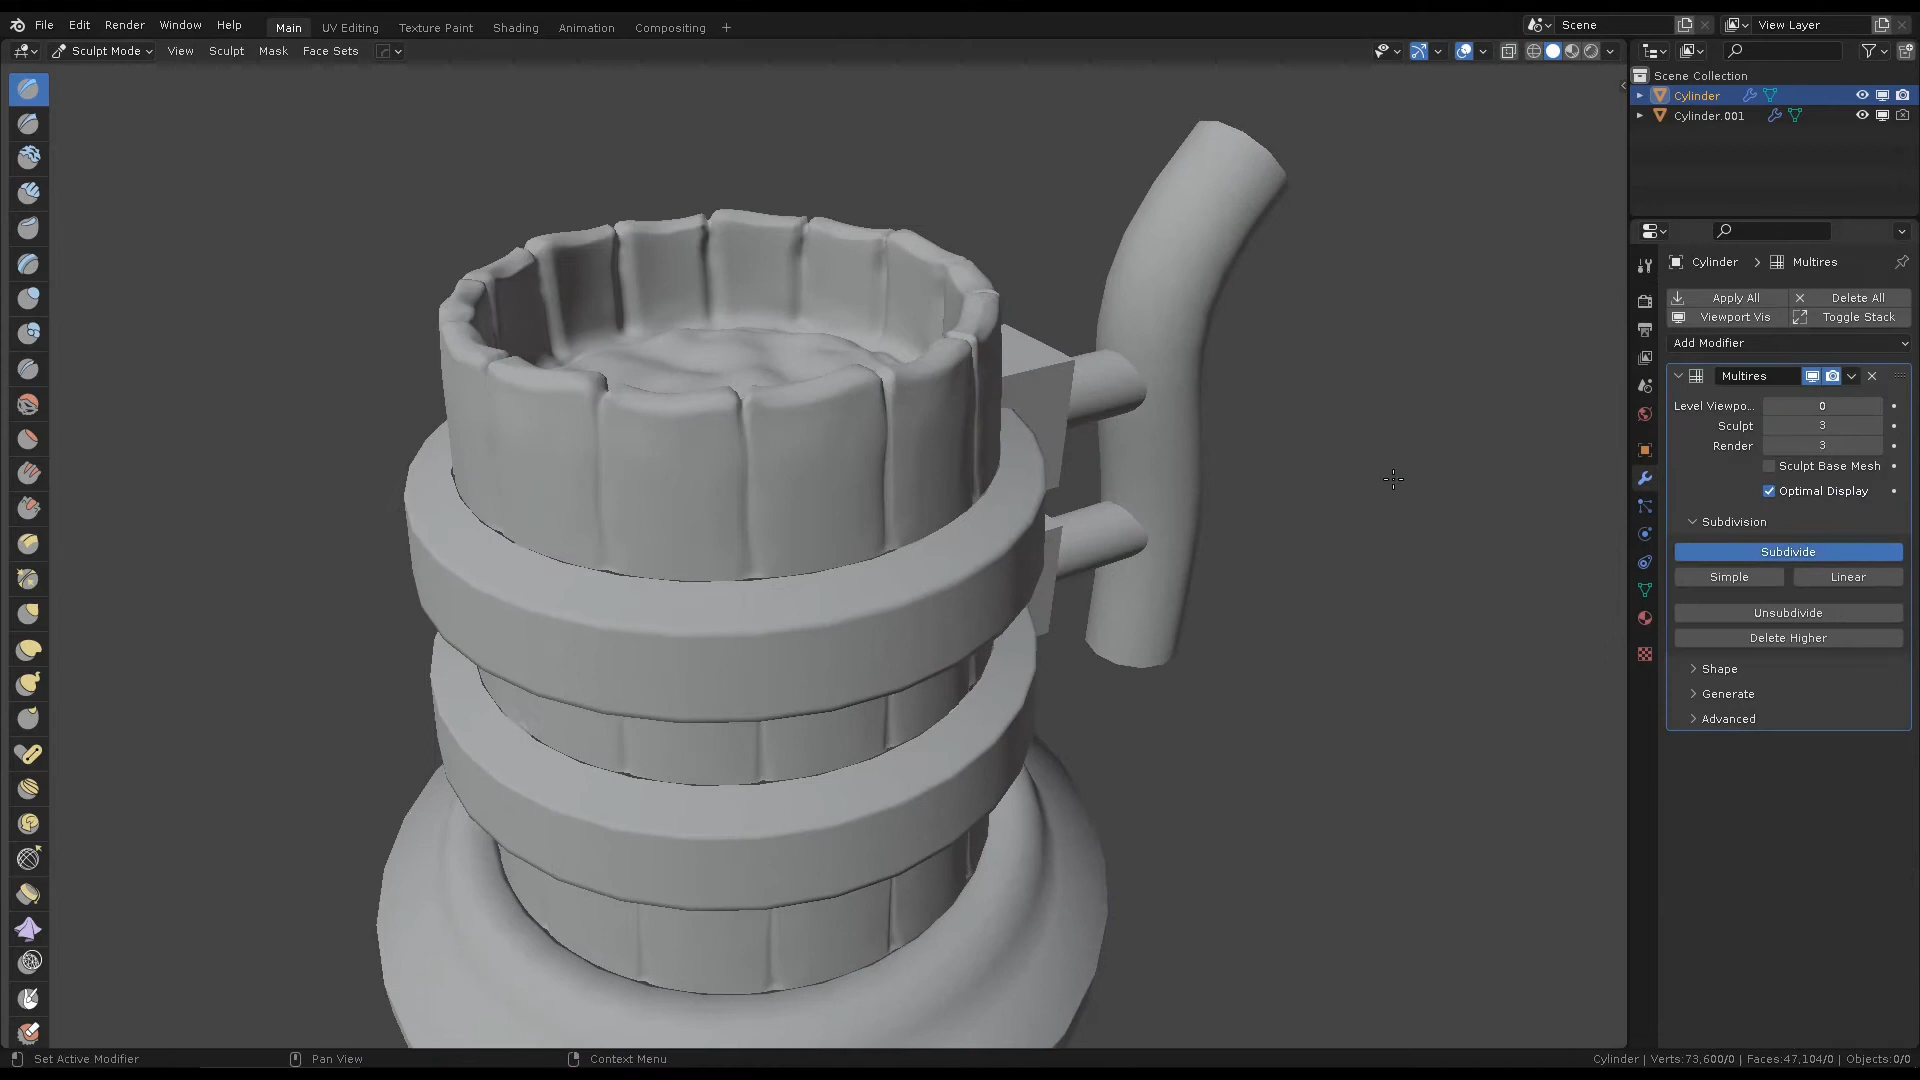 File Edit Render Window Help Main UV Editing Texture Paint Shading Animation Compositing + Scene View Layer
Sculpt Mode View Sculpt Mask Face Sets
Scene Collection
Cylinder
Cylinder.001
Cylinder > Multires
Apply All Delete All
Viewport Vis Toggle Stack
Add Modifier
Multires
Level Viewpo... 0
Sculpt 3
Render 3
Sculpt Base Mesh
Optimal Display
Subdivision
Subdivide
Simple Linear
Unsubdivide
Delete Higher
Shape
Generate
Advanced
Set Active Modifier Pan View Context Menu Cylinder | Verts:73,600/0 | Faces:47,104/0 | Objects:0/0